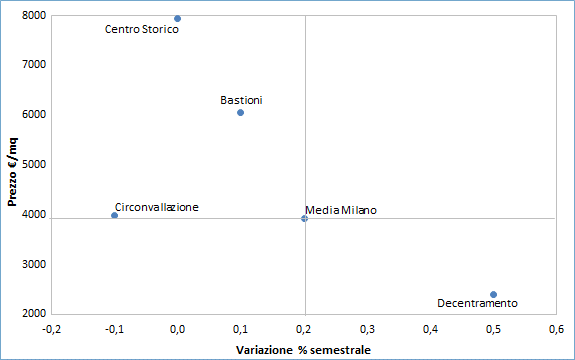 8000
Centro Storico
7000
Bastioni
6000
5000
Prezzo €/mq
Circonvallazione
4000
Media Milano
3000
Decentramento
2000
-0,2 -0,1 0,0 0,1 0,2 0,3 0,4 0,5 0,6
Variazione % semestrale